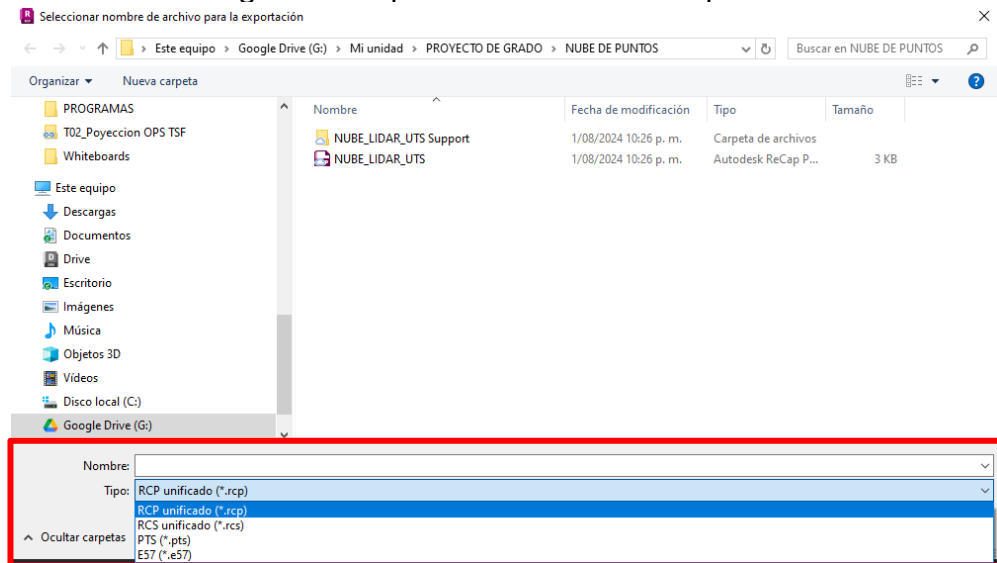 Seleccionar nombre de archivo para la exportación
Este equipo > Google Drive (G:) > Mi unidad > PROYECTO DE GRADO > NUBE DE PUNTOS
Buscar en NUBE DE PUNTOS
Organizar
Nueva carpeta
PROGRAMAS
T02_Poyeccion OPS TSF
Whiteboards
Este equipo
Descargas
Documentos
Drive
Escritorio
Imágenes
Música
Objetos 3D
Vídeos
Disco local (C:)
Google Drive (G:)
Nombre Fecha de modificación Tipo Tamaño
NUBE_LIDAR_UTS Support 1/08/2024 10:26 p. m. Carpeta de archivos
NUBE_LIDAR_UTS 1/08/2024 10:26 p. m. Autodesk ReCap P... 3 KB
Nombre:
Tipo: RCP unificado (*.rcp)
RCP unificado (*.rcp)
RCS unificado (*.rcs)
PTS (*.pts)
E57 (*.e57)
Ocultar carpetas